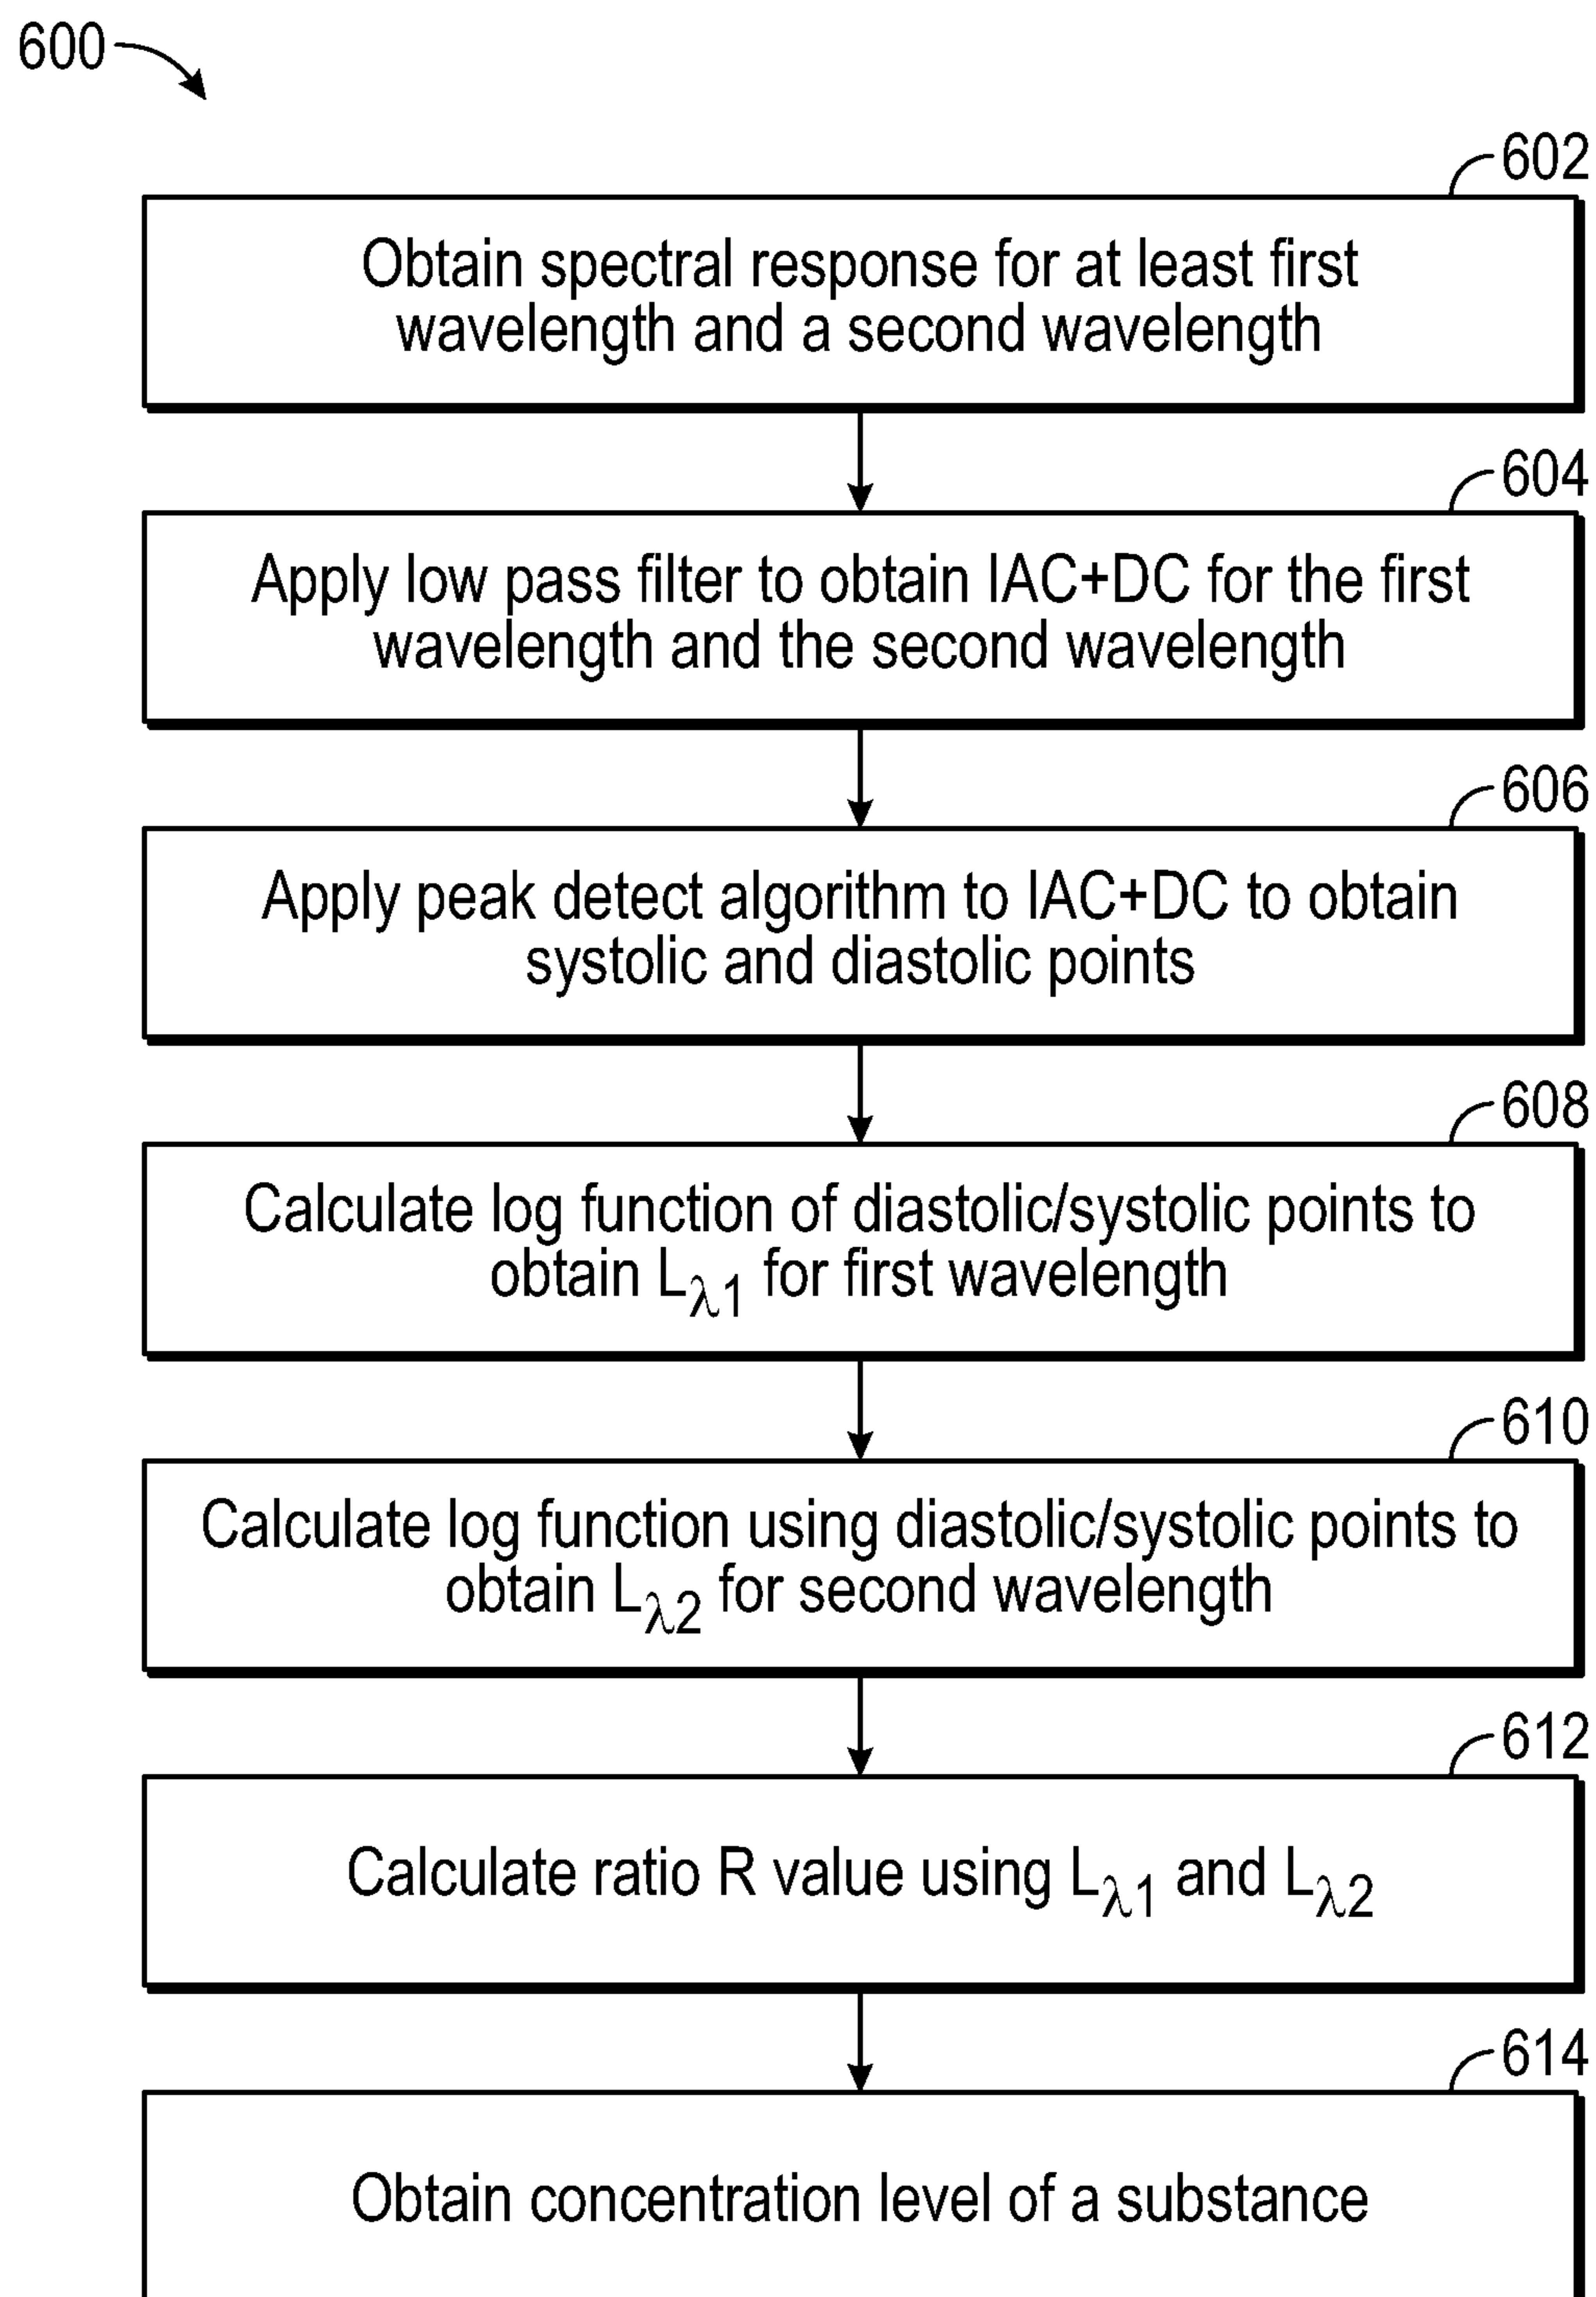 600
602
Obtain spectral response for at least first
wavelength and a second wavelength
604
Apply low pass filter to obtain IAC+DC for the first
wavelength and the second wavelength
606
Apply peak detect algorithm to IAC+DC to obtain
systolic and diastolic points
608
Calculate log function of diastolic/systolic points to
obtain Lλ1 for first wavelength
610
Calculate log function using diastolic/systolic points to
obtain Lλ2 for second wavelength
612
Calculate ratio R value using Lλ1 and Lλ2
614
Obtain concentration level of a substance